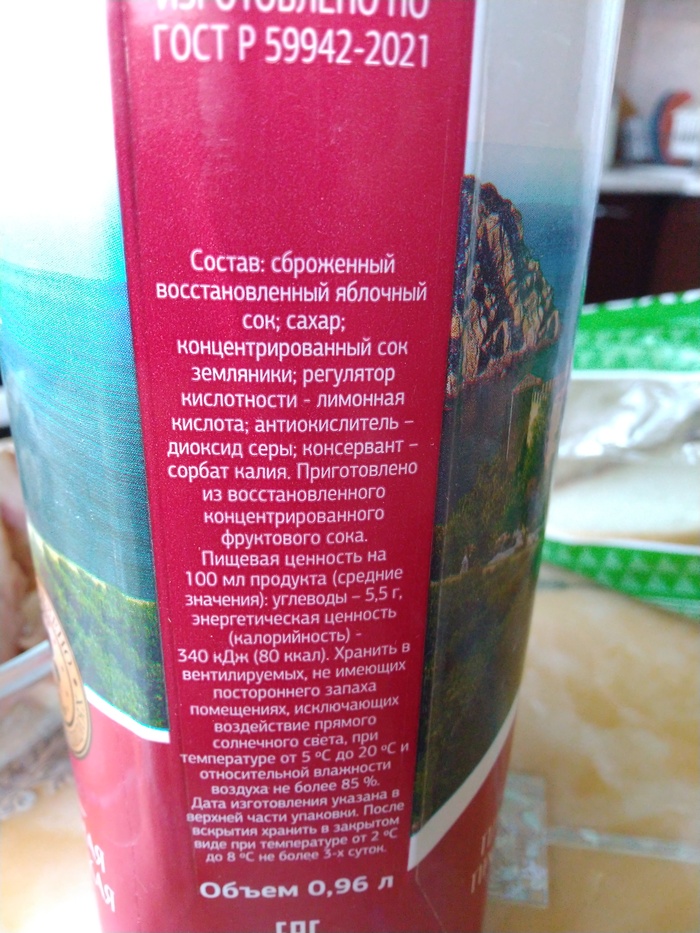 ИЗГОТОВЛЕНО ПО
ГОСТ Р 59942-2021
Состав: сброженный
восстановленный яблочный
сок; сахар;
концентрированный сок
земляники; регулятор
кислотности - лимонная
кислота; антиокислитель –
диоксид серы; консервант –
сорбат калия. Приготовлено
из восстановленного
концентрированного
фруктового сока.
Пищевая ценность на
100 мл продукта (средние
значения): углеводы – 5,5 г,
энергетическая ценность
(калорийность) -
340 кДж (80 ккал). Хранить в
вентилируемых, не имеющих
постороннего запаха
помещениях, исключающих
воздействие прямого
солнечного света, при
температуре от 5 ºС до 20 ºС и
относительной влажности
воздуха не более 85 %.
Дата изготовления указана в
верхней части упаковки. После
вскрытия хранить в закрытом
виде при температуре от 2 ºС
до 8 ºС не более 3-х суток.
Объем 0,96 л